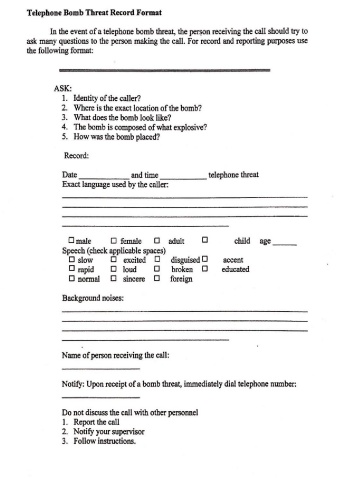 Telephone Bomb Threat Record Format
In the event of a telephone bomb threat, the person receiving the call should try to
ask many questions to the person making the call. For record and reporting purposes use
the following format:
ASK:
1. Identity of the caller?
2. Where is the exact location of the bomb?
3. What does the bomb look like?
4. The bomb is composed of what explosive?
5. How was the bomb placed?
Record:
Date ____________ and time ____________ telephone threat
Exact language used by the caller:
☐ male ☐ female ☐ adult ☐ child age ______
Speech (check applicable spaces)
☐ slow ☐ excited ☐ disguised ☐ accent
☐ rapid ☐ loud ☐ broken ☐ educated
☐ normal ☐ sincere ☐ foreign
Background noises:
Name of person receiving the call:
Notify: Upon receipt of a bomb threat, immediately dial telephone number:
Do not discuss the call with other personnel
1. Report the call
2. Notify your supervisor
3. Follow instructions.